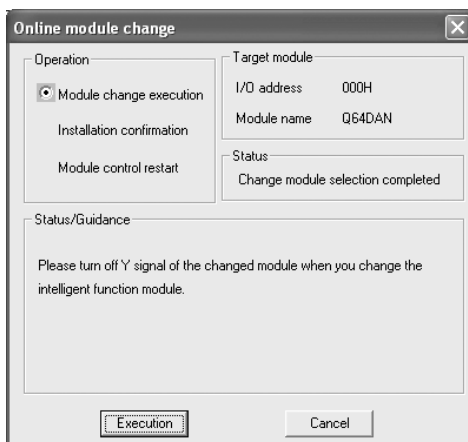 Online module change
Operation
Module change execution
Installation confirmation
Module control restart
Target module
I/O address 000H
Module name Q64DAN
Status
Change module selection completed
Status/Guidance
Please turn off Y signal of the changed module when you change the
intelligent function module.
Execution Cancel